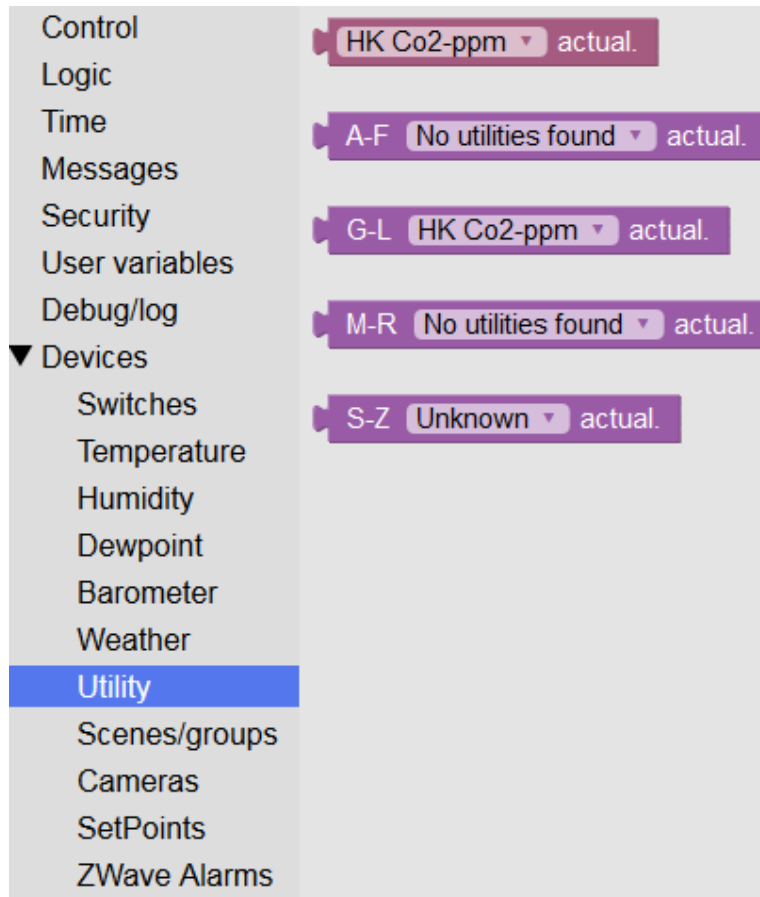 Control
Logic
Time
Messages
Security
User variables
Debug/log
Devices
Switches
Temperature
Humidity
Dewpoint
Barometer
Weather
Utility
Scenes/groups
Cameras
SetPoints
ZWave Alarms
HK Co2-ppm actual.
A-F No utilities found actual.
G-L HK Co2-ppm actual.
M-R No utilities found actual.
S-Z Unknown actual.